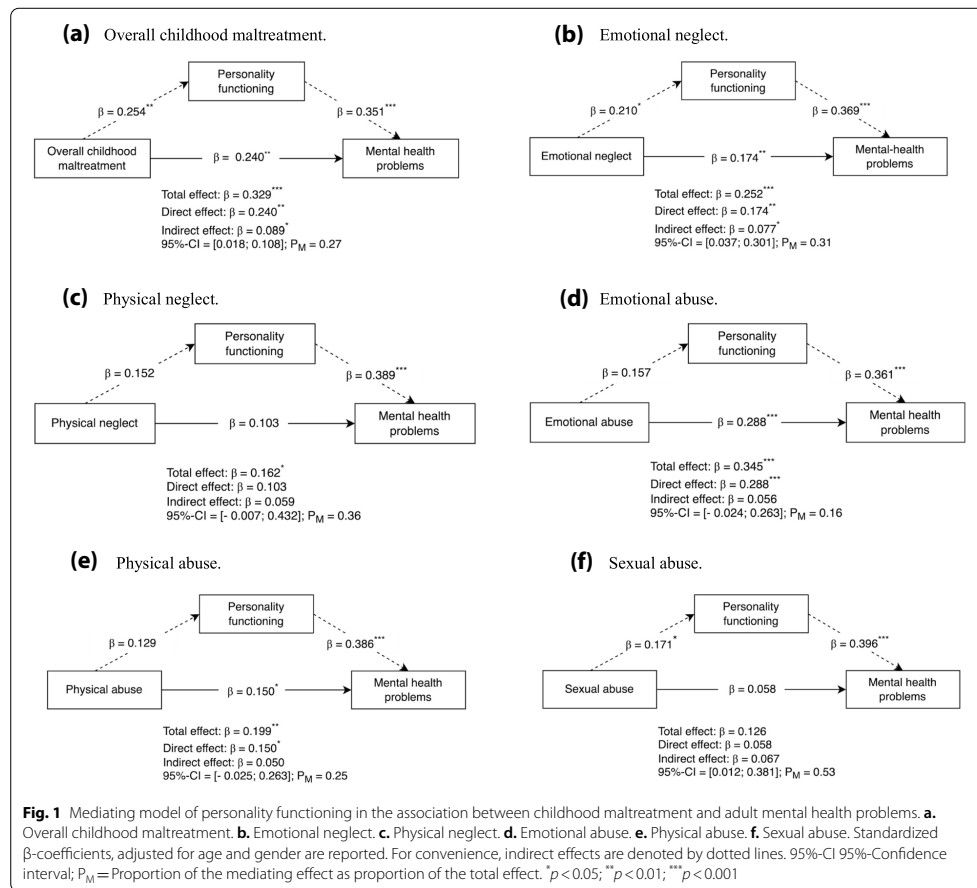 (a) Overall childhood maltreatment.
Personality
functioning
β = 0.254**
β = 0.351***
Overall childhood
maltreatment
β = 0.240**
Mental health
problems
Total effect: β = 0.329***
Direct effect: β = 0.240**
Indirect effect: β = 0.089*
95%-CI = [0.018; 0.108]; PM = 0.27
(b) Emotional neglect.
Personality
functioning
β = 0.210*
β = 0.369***
Emotional neglect
β = 0.174**
Mental-health
problems
Total effect: β = 0.252***
Direct effect: β = 0.174**
Indirect effect: β = 0.077*
95%-CI = [0.037; 0.301]; PM = 0.31
(c) Physical neglect.
Personality
functioning
β = 0.152
β = 0.389***
Physical neglect
β = 0.103
Mental health
problems
Total effect: β = 0.162*
Direct effect: β = 0.103
Indirect effect: β = 0.059
95%-CI = [- 0.007; 0.432]; PM = 0.36
(d) Emotional abuse.
Personality
functioning
β = 0.157
β = 0.361***
Emotional abuse
β = 0.288***
Mental health
problems
Total effect: β = 0.345***
Direct effect: β = 0.288***
Indirect effect: β = 0.056
95%-CI = [- 0.024; 0.263]; PM = 0.16
(e) Physical abuse.
Personality
functioning
β = 0.129
β = 0.386***
Physical abuse
β = 0.150*
Mental health
problems
Total effect: β = 0.199**
Direct effect: β = 0.150*
Indirect effect: β = 0.050
95%-CI = [- 0.025; 0.263]; PM = 0.25
(f) Sexual abuse.
Personality
functioning
β = 0.171*
β = 0.396***
Sexual abuse
β = 0.058
Mental health
problems
Total effect: β = 0.126
Direct effect: β = 0.058
Indirect effect: β = 0.067
95%-CI = [0.012; 0.381]; PM = 0.53
Fig. 1 Mediating model of personality functioning in the association between childhood maltreatment and adult mental health problems. a.
Overall childhood maltreatment. b. Emotional neglect. c. Physical neglect. d. Emotional abuse. e. Physical abuse. f. Sexual abuse. Standardized
β-coefficients, adjusted for age and gender are reported. For convenience, indirect effects are denoted by dotted lines. 95%-CI 95%-Confidence
interval; PM = Proportion of the mediating effect as proportion of the total effect. *p < 0.05; **p < 0.01; ***p < 0.001